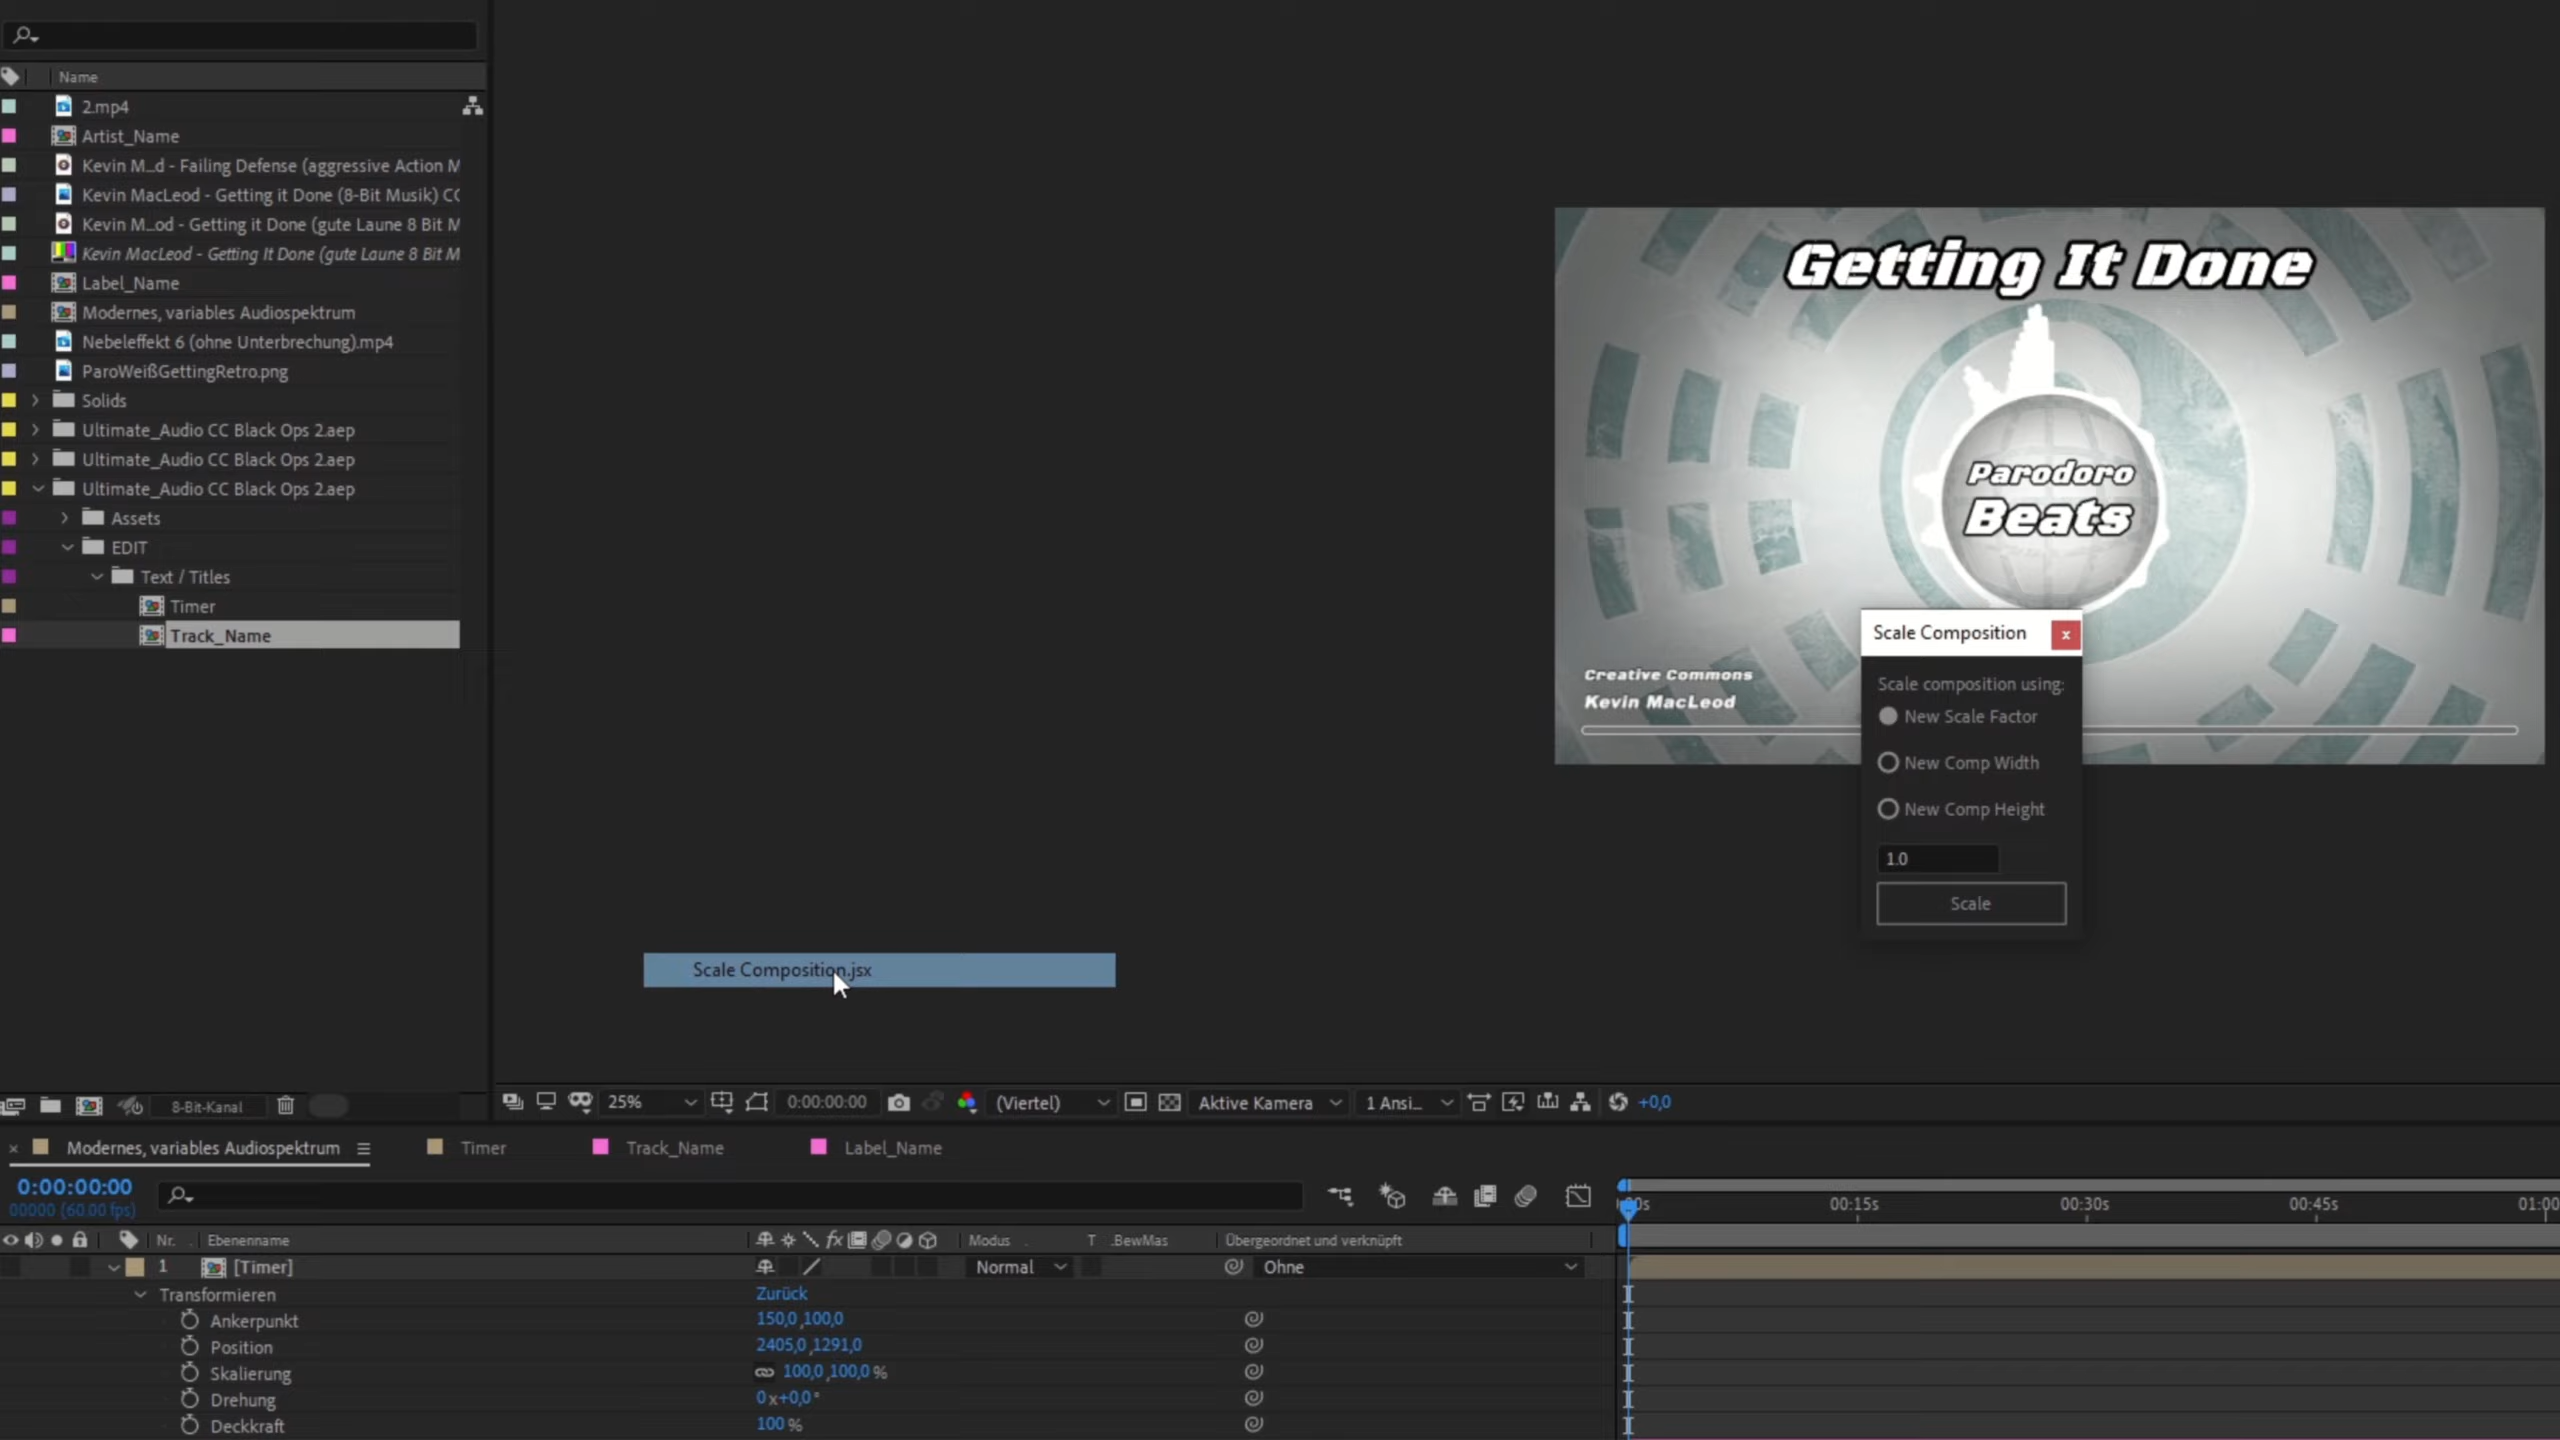 Name
2.mp4
Artist_Name
Kevin M...d - Failing Defense (aggressive Action M
Kevin MacLeod - Getting it Done (8-Bit Musik) CC
Kevin M...od - Getting it Done (gute Laune 8 Bit M
Kevin MacLeod - Getting It Done (gute Laune 8 Bit M
Label_Name
Modernes, variables Audiospektrum
Nebeleffekt 6 (ohne Unterbrechung).mp4
ParoWeißGettingRetro.png
Solids
Ultimate_Audio CC Black Ops 2.aep
Ultimate_Audio CC Black Ops 2.aep
Ultimate_Audio CC Black Ops 2.aep
Assets
EDIT
Text / Titles
Timer
Track_Name
8-Bit-Kanal
Getting It Done
Parodoro
Beats
Creative Commons
Kevin MacLeod
Scale Composition
Scale composition using:
New Scale Factor
New Comp Width
New Comp Height
1.0
Scale
Scale Composition.jsx
25% 0:00:00:00 (Viertel) Aktive Kamera 1 Ansi... +0,0
Modernes, variables Audiospektrum Timer Track_Name Label_Name
0:00:00:00
00000 (60.00 fps)
00:15s 00:30s 00:45s 01:00
Nr. Ebenenname fx Modus T .BewMas Übergeordnet und verknüpft
1 [Timer] Normal Ohne
Transformieren Zurück
Ankerpunkt 150,0 ,100,0
Position 2405,0 ,1291,0
Skalierung 100,0 ,100,0 %
Drehung 0 x+0,0 °
Deckkraft 100 %